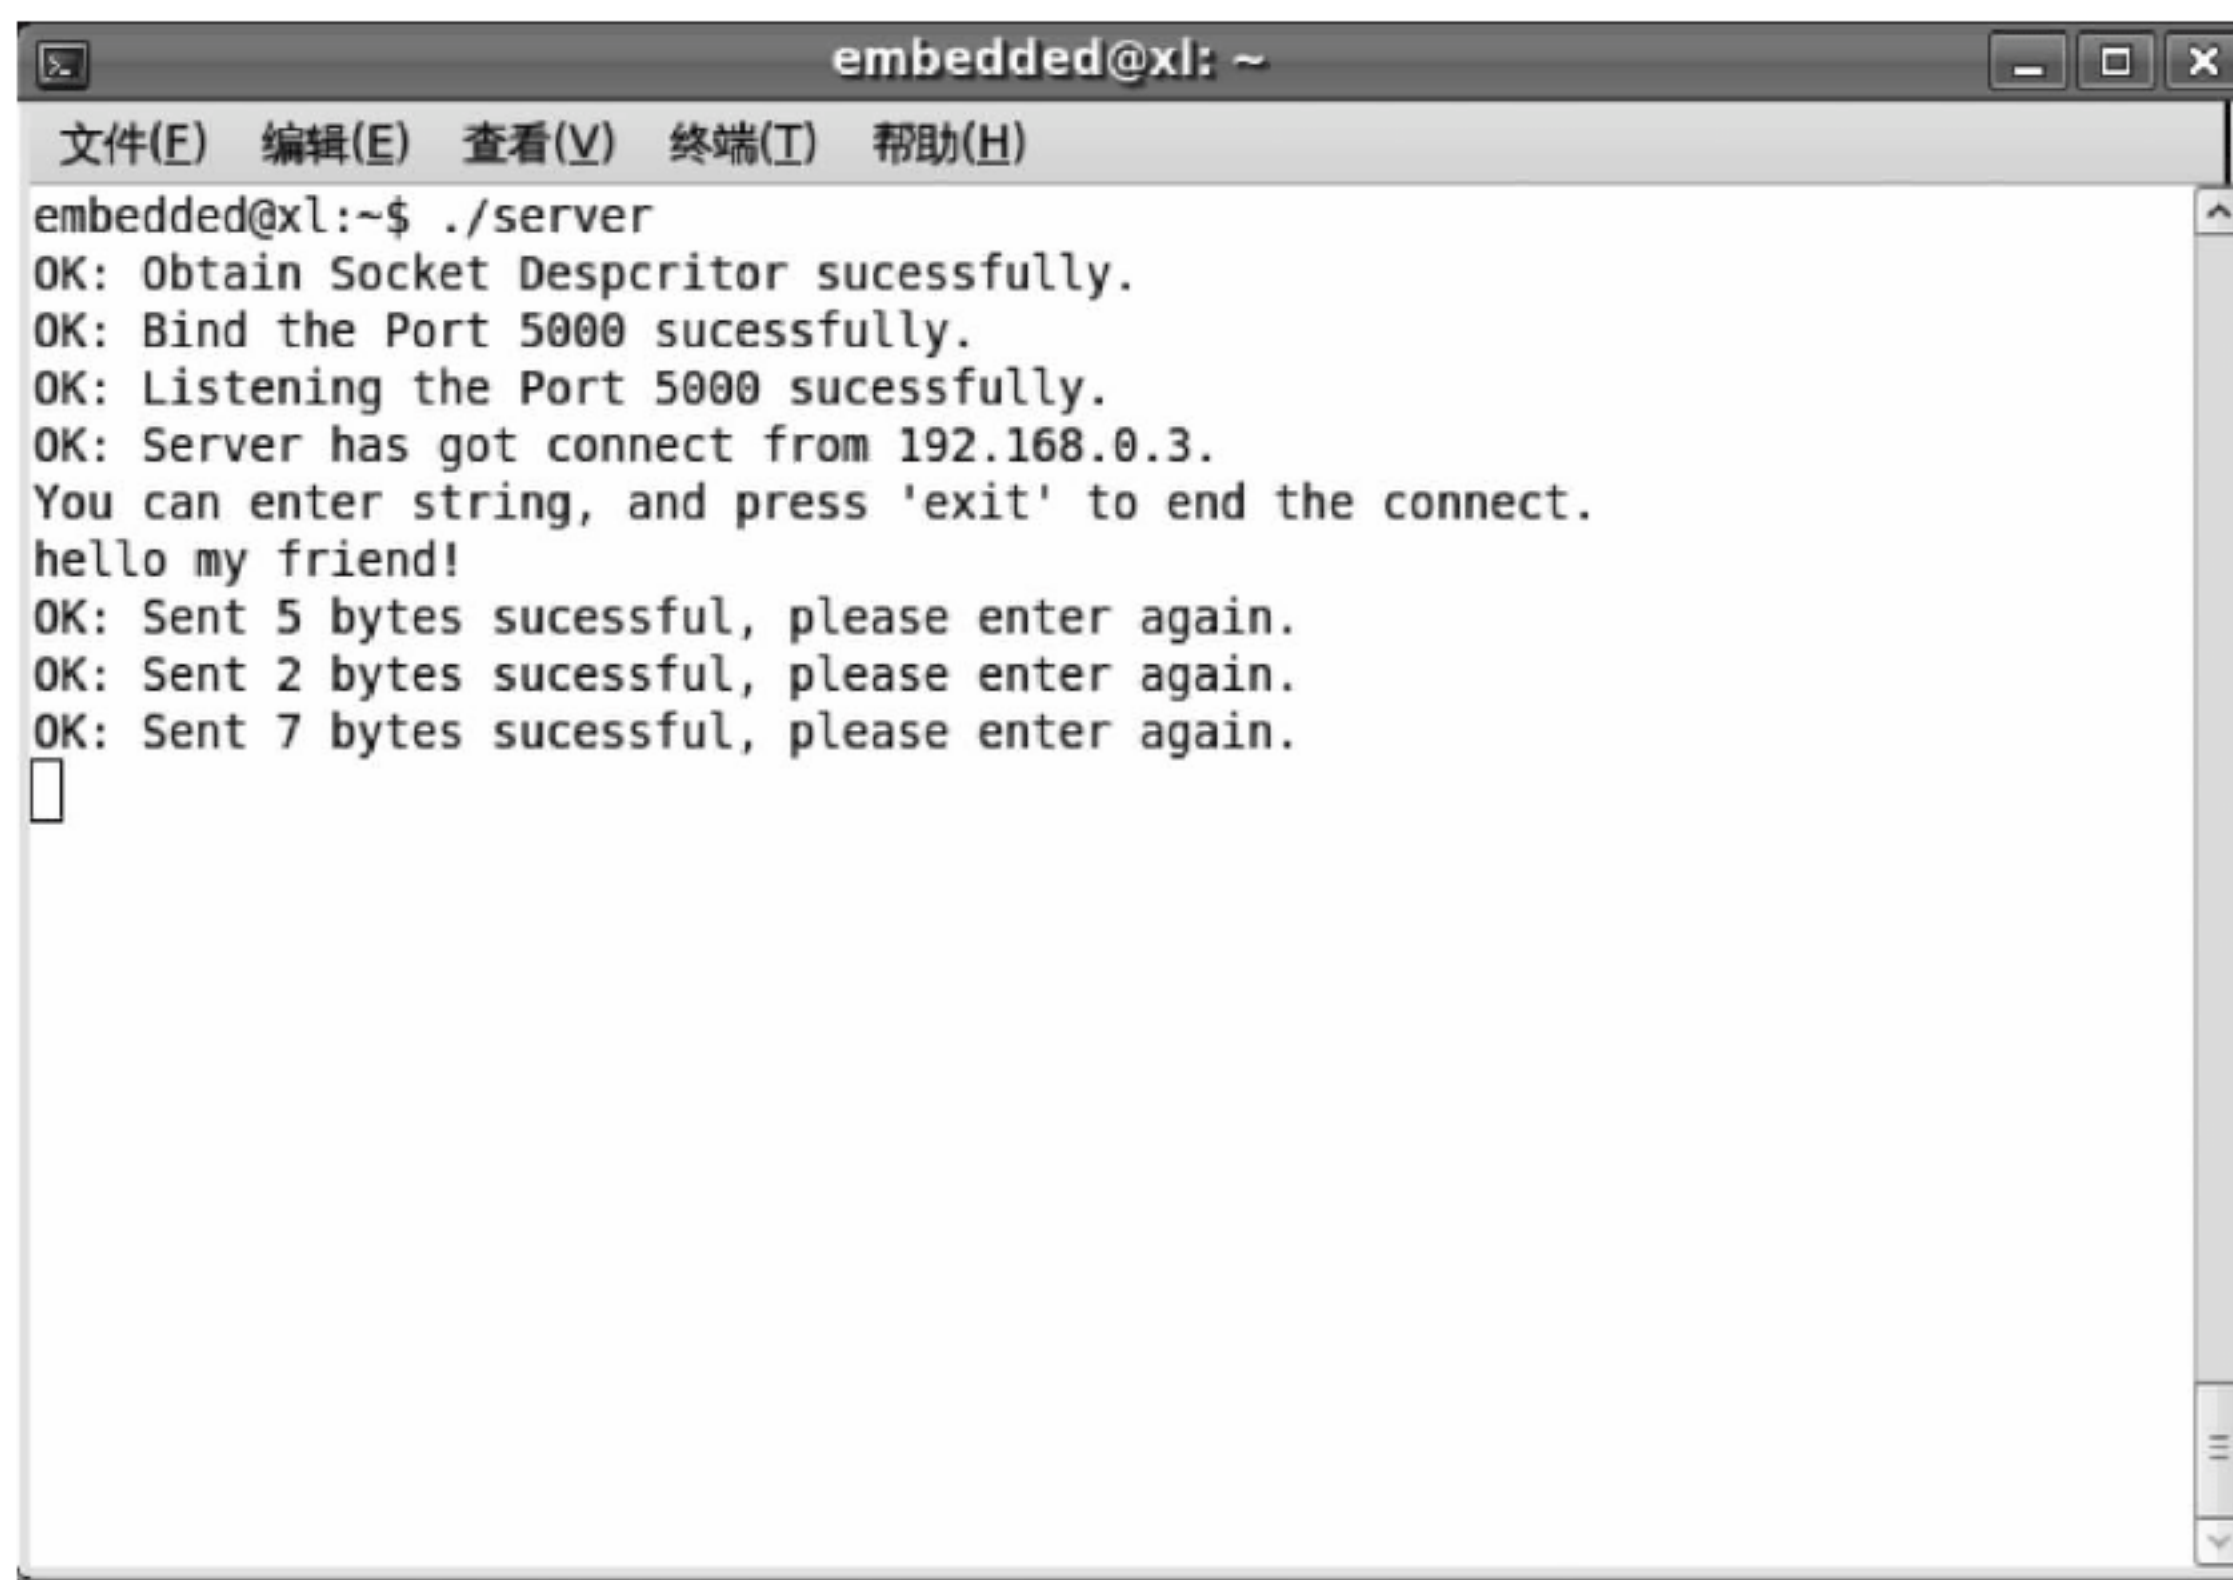 embedded@xl: ~
文件(F) 编辑(E) 查看(V) 终端(T) 帮助(H)
embedded@xl:~$ ./server
OK: Obtain Socket Despcritor sucessfully.
OK: Bind the Port 5000 sucessfully.
OK: Listening the Port 5000 sucessfully.
OK: Server has got connect from 192.168.0.3.
You can enter string, and press 'exit' to end the connect.
hello my friend!
OK: Sent 5 bytes sucessful, please enter again.
OK: Sent 2 bytes sucessful, please enter again.
OK: Sent 7 bytes sucessful, please enter again.